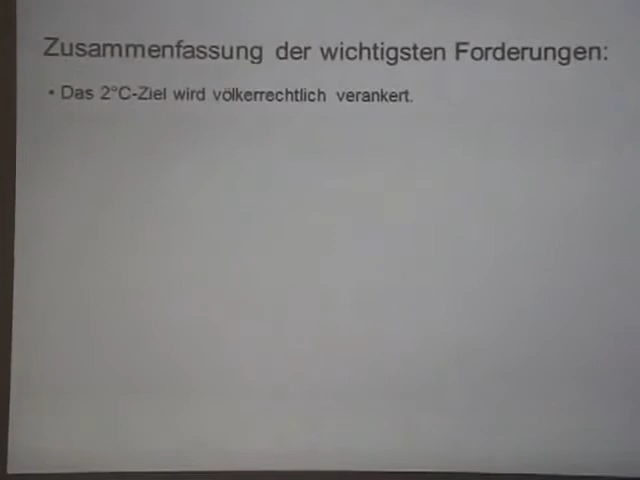 Zusammenfassung der wichtigsten Forderungen:
• Das 2°C-Ziel wird völkerrechtlich verankert.